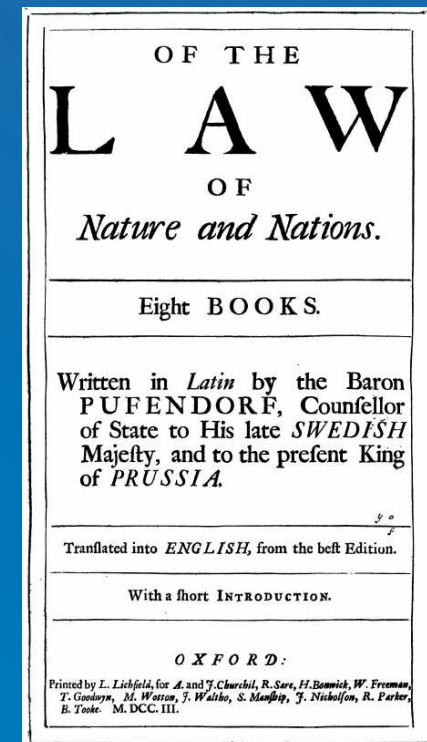 OF THE
LAW
OF
Nature and Nations.
Eight BOOKS.
Written in Latin by the Baron
PUFENDORF, Counſellor
of State to His late SWEDISH
Majeſty, and to the preſent King
of PRUSSIA.
Tranſlated into ENGLISH, from the beſt Edition.
With a ſhort INTRODUCTION.
OXFORD:
Printed by L. Lichfield, for A. and J. Churchil, R. Sare, H. Bonwick, W. Freeman,
T. Goodwyn, M. Wotton, J. Waltho, S. Manſhip, J. Nicholſon, R. Parker,
B. Tooke. M. DCC. III.